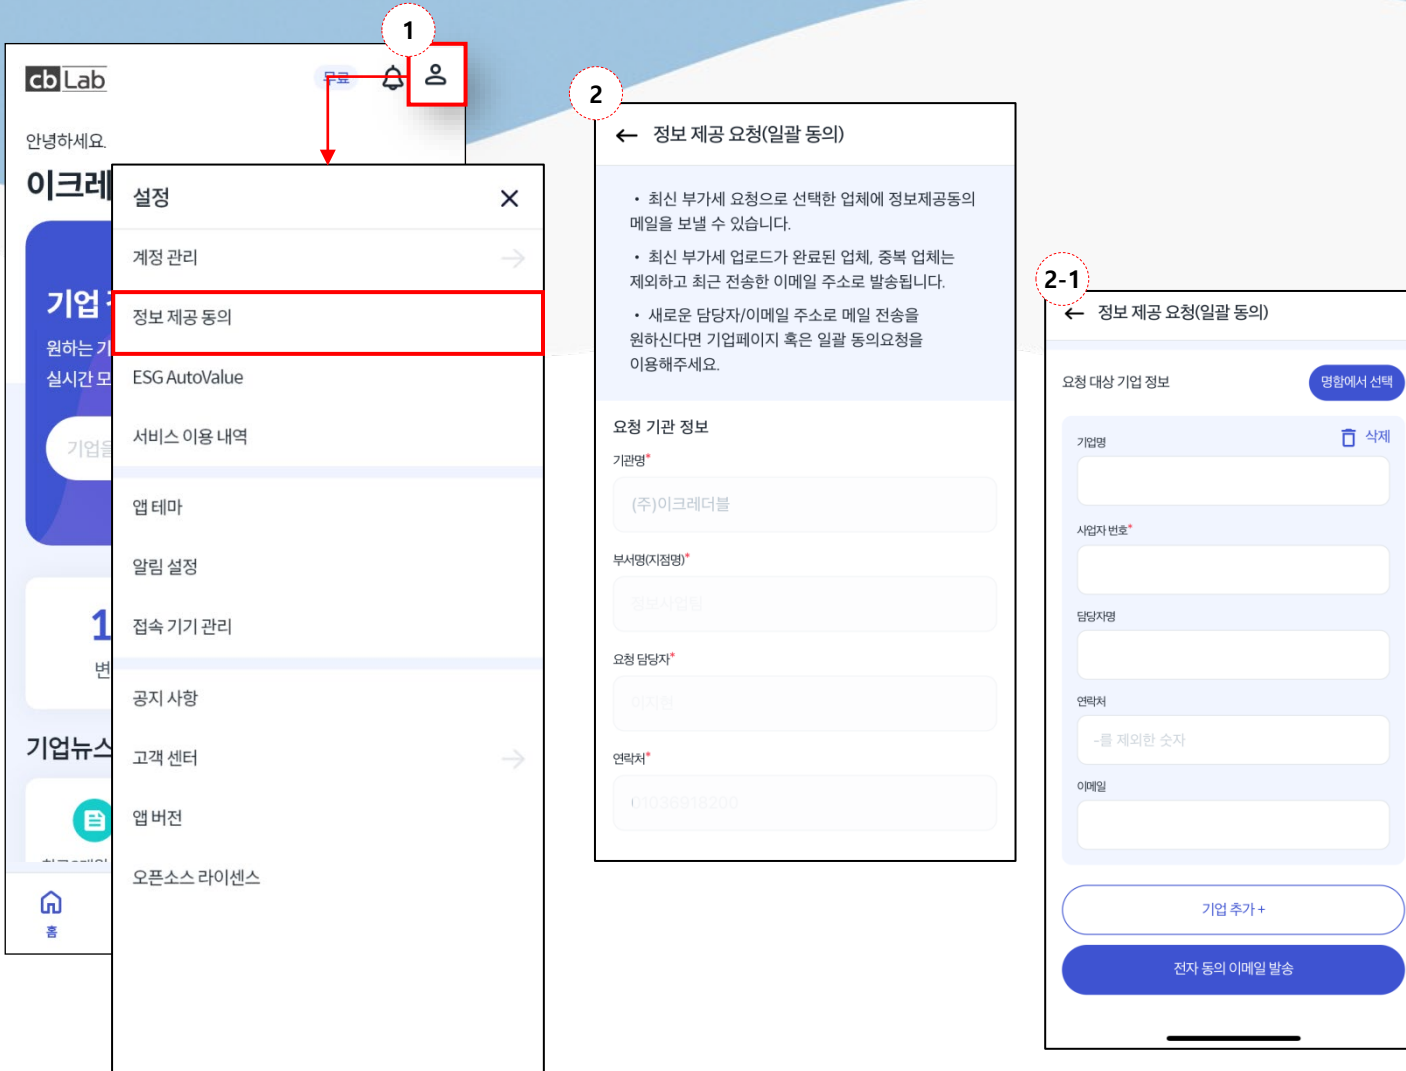 1
cb Lab
무료
안녕하세요.
이크레
기업
원하는 기
실시간 모
기업을
1
변
기업뉴스
홈
설정
계정 관리
정보 제공 동의
ESG AutoValue
서비스 이용 내역
앱 테마
알림 설정
접속 기기 관리
공지 사항
고객 센터
앱 버전
오픈소스 라이센스
2
정보 제공 요청(일괄 동의)
• 최신 부가세 요청으로 선택한 업체에 정보제공동의
메일을 보낼 수 있습니다.
• 최신 부가세 업로드가 완료된 업체, 중복 업체는
제외하고 최근 전송한 이메일 주소로 발송됩니다.
• 새로운 담당자/이메일 주소로 메일 전송을
원하신다면 기업페이지 혹은 일괄 동의요청을
이용해주세요.
요청 기관 정보
기관명*
(주)이크레더블
부서명(지점명)*
정보사업팀
요청 담당자*
연락처*
2-1
정보 제공 요청(일괄 동의)
요청 대상 기업 정보
명함에서 선택
삭제
기업명
사업자 번호*
담당자명
연락처
-를 제외한 숫자
이메일
기업 추가 +
전자 동의 이메일 발송